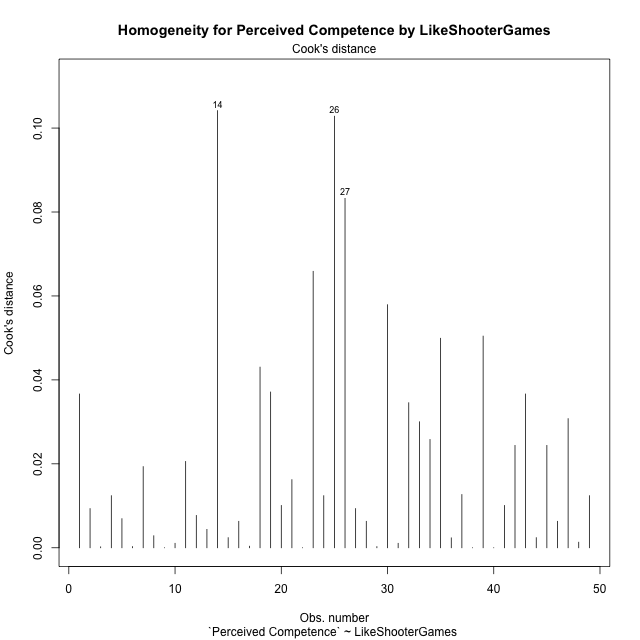 Homogeneity for Perceived Competence by LikeShooterGames
Cook's distance
14
26
27
Cook's distance
0.10
0.08
0.06
0.04
0.02
0.00
0 10 20 30 40 50
Obs. number
`Perceived Competence` ~ LikeShooterGames